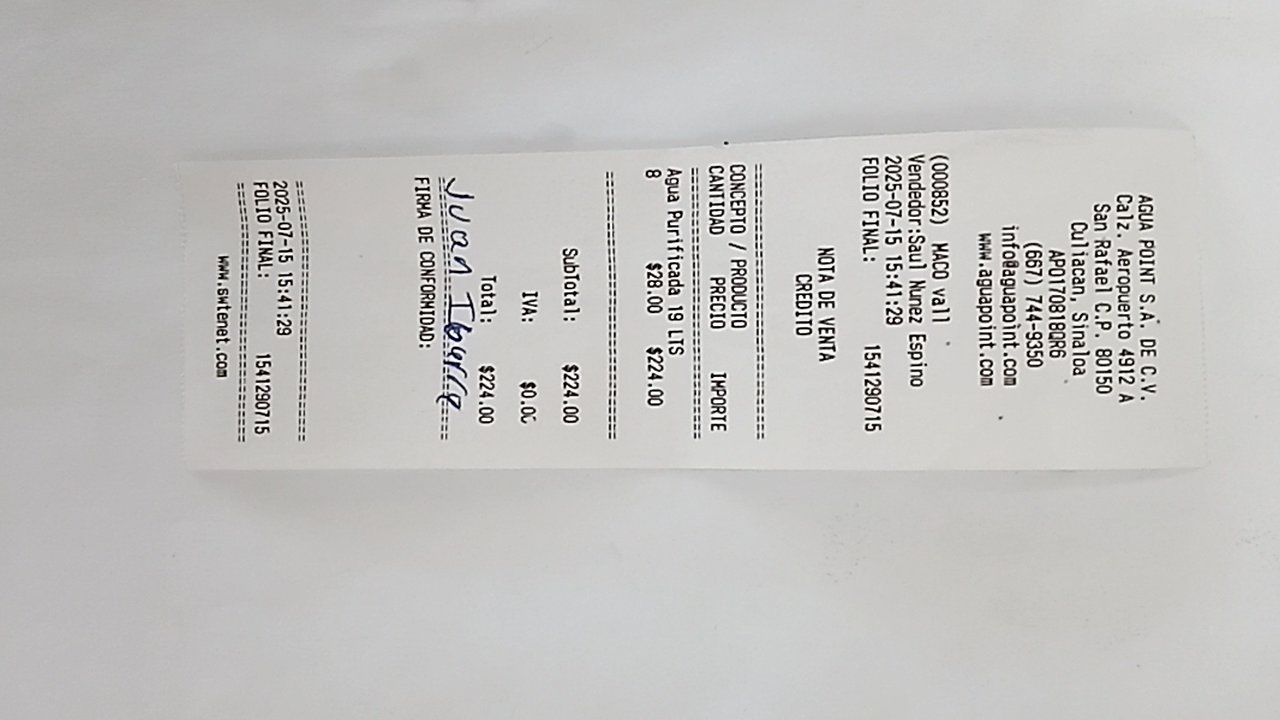 AGUA POINT S.A. DE C.V.
Calz. Aeropuerto 4912 A
San Rafael C.P. 80150
Culiacan, Sinaloa
APO170818QR6
(667) 744-9350
info@aguapoint.com
www.aguapoint.com
(000852) MACO vall
Vendedor:Saul Nunez Espino
2025-07-15 15:41:29
FOLIO FINAL: 1541290715
NOTA DE VENTA
CREDITO
CONCEPTO / PRODUCTO
CANTIDAD PRECIO IMPORTE
Agua Purificada 19 LTS
8 $28.00 $224.00
SubTotal: $224.00
IVA: $0.00
Total: $224.00
Juan Ibarra
FIRMA DE CONFORMIDAD:
2025-07-15 15:41:29
FOLIO FINAL: 1541290715
www.swftenet.com